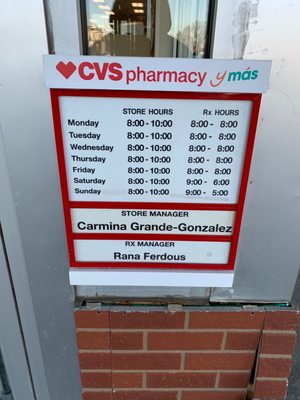 CVS pharmacy y más
STORE HOURS Rx HOURS
Monday 8:00 - 10:00 8:00 - 8:00
Tuesday 8:00 - 10:00 8:00 - 8:00
Wednesday 8:00 - 10:00 8:00 - 8:00
Thursday 8:00 - 10:00 8:00 - 8:00
Friday 8:00 - 10:00 8:00 - 8:00
Saturday 8:00 - 10:00 9:00 - 6:00
Sunday 8:00 - 10:00 9:00 - 5:00
STORE MANAGER
Carmina Grande-Gonzalez
RX MANAGER
Rana Ferdous